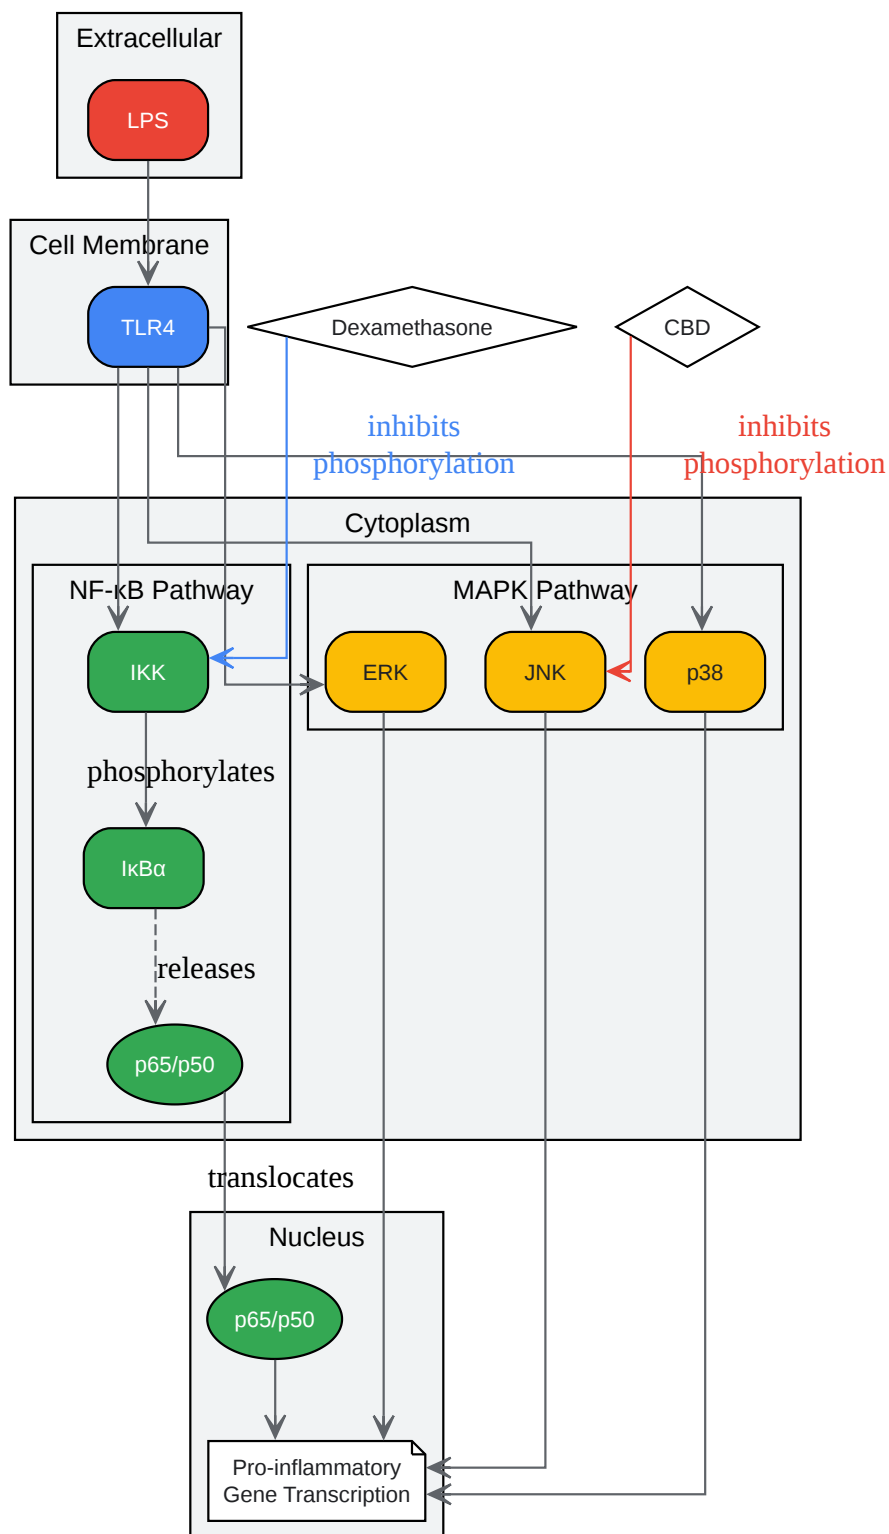 Extracellular
LPS
Cell Membrane
TLR4
Dexamethasone
CBD
inhibits
phosphorylation
inhibits
phosphorylation
Cytoplasm
NF-κB Pathway
MAPK Pathway
IKK
ERK
JNK
p38
phosphorylates
IκBα
releases
p65/p50
translocates
Nucleus
p65/p50
Pro-inflammatory
Gene Transcription